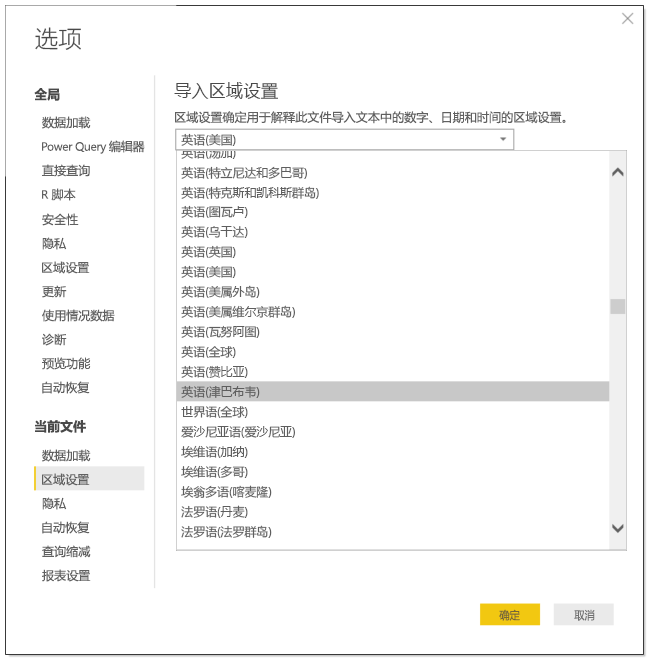 选项
全局
数据加载
Power Query 编辑器
直接查询
R 脚本
安全性
隐私
区域设置
更新
使用情况数据
诊断
预览功能
自动恢复
当前文件
数据加载
区域设置
隐私
自动恢复
查询缩减
报表设置
导入区域设置
区域设置确定用于解释此文件导入文本中的数字、日期和时间的区域设置。
英语(美国)
英语(汤加)
英语(特立尼达和多巴哥)
英语(特克斯和凯科斯群岛)
英语(图瓦卢)
英语(乌干达)
英语(英国)
英语(美国)
英语(美属外岛)
英语(美属维尔京群岛)
英语(瓦努阿图)
英语(全球)
英语(赞比亚)
英语(津巴布韦)
世界语(全球)
爱沙尼亚语(爱沙尼亚)
埃维语(加纳)
埃维语(多哥)
埃翁多语(喀麦隆)
法罗语(丹麦)
法罗语(法罗群岛)
确定
取消